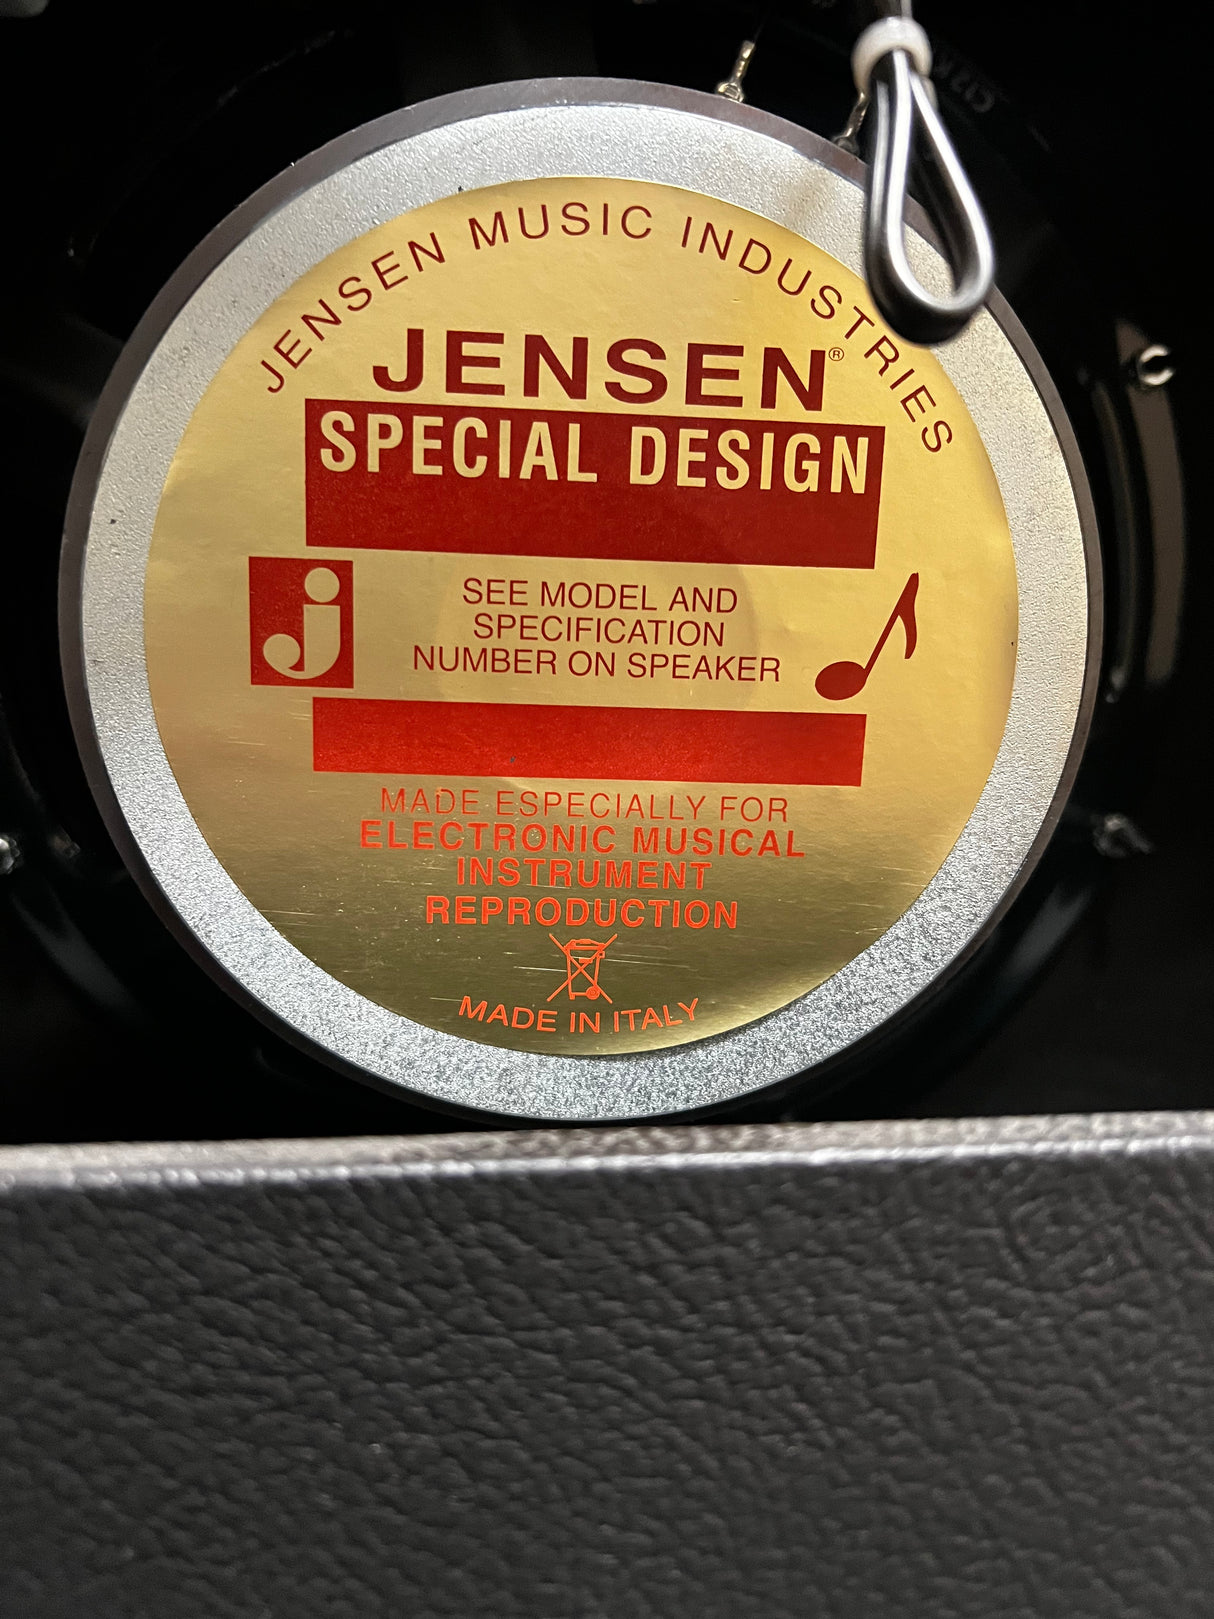 JENSEN MUSIC INDUSTRIES
JENSEN®
SPECIAL DESIGN
j
SEE MODEL AND
SPECIFICATION
NUMBER ON SPEAKER
MADE ESPECIALLY FOR
ELECTRONIC MUSICAL
INSTRUMENT
REPRODUCTION
MADE IN ITALY